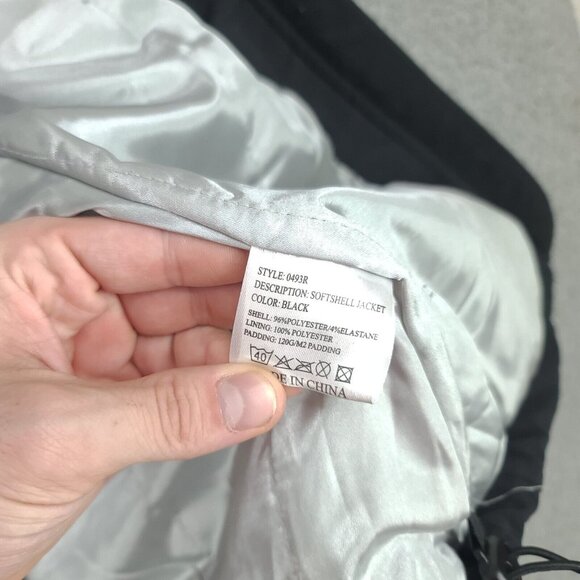 STYLE: 0493R
DESCRIPTION: SOFTSHELL JACKET
COLOR: BLACK
SHELL: 96%POLYESTER/4%ELASTANE
LINING: 100% POLYESTER
PADDING: 120G/M2 PADDING
40
DE IN CHINA